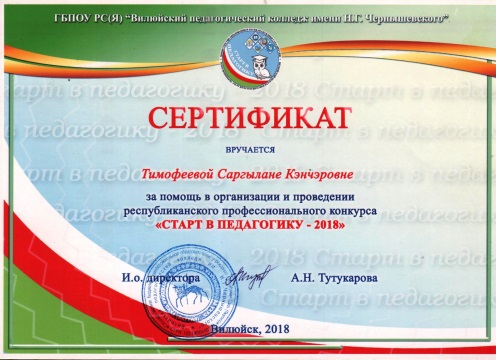 ГБПОУ РС(Я) "Вилюйский педагогический колледж имени Н.Г. Чернышевского".
СЕРТИФИКАТ
ВРУЧАЕТСЯ
Тимофеевой Саргылане Кэнчэровне
за помощь в организации и проведении
республиканского профессионального конкурса
«СТАРТ В ПЕДАГОГИКУ - 2018»
И.о. директора А.Н. Тутукарова
Вилюйск, 2018